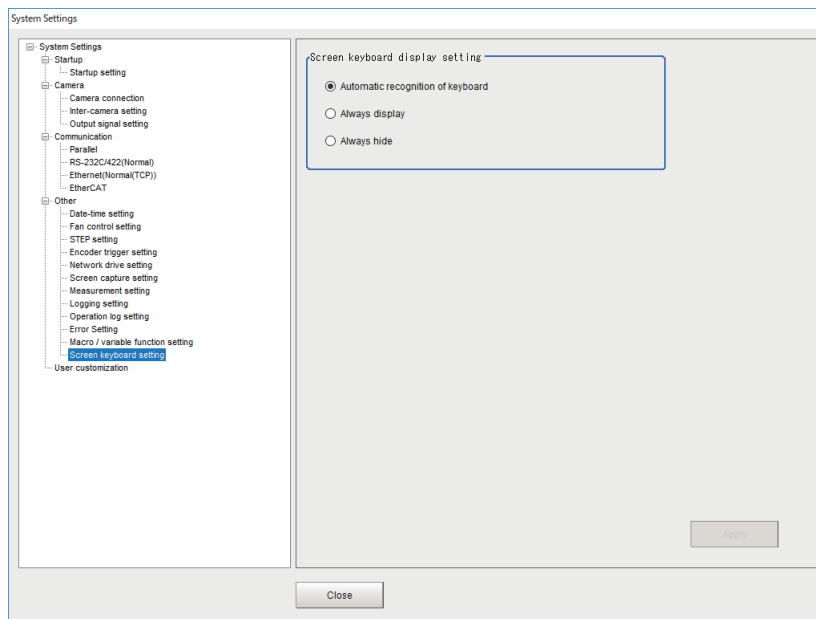 System Settings
System Settings
Startup
Startup setting
Camera
Camera connection
Inter-camera setting
Output signal setting
Communication
Parallel
RS-232C/422(Normal)
Ethernet(Normal(TCP))
EtherCAT
Other
Date-time setting
Fan control setting
STEP setting
Encoder trigger setting
Network drive setting
Screen capture setting
Measurement setting
Logging setting
Operation log setting
Error Setting
Macro / variable function setting
Screen keyboard setting
User customization
Screen keyboard display setting
Automatic recognition of keyboard
Always display
Always hide
Apply
Close